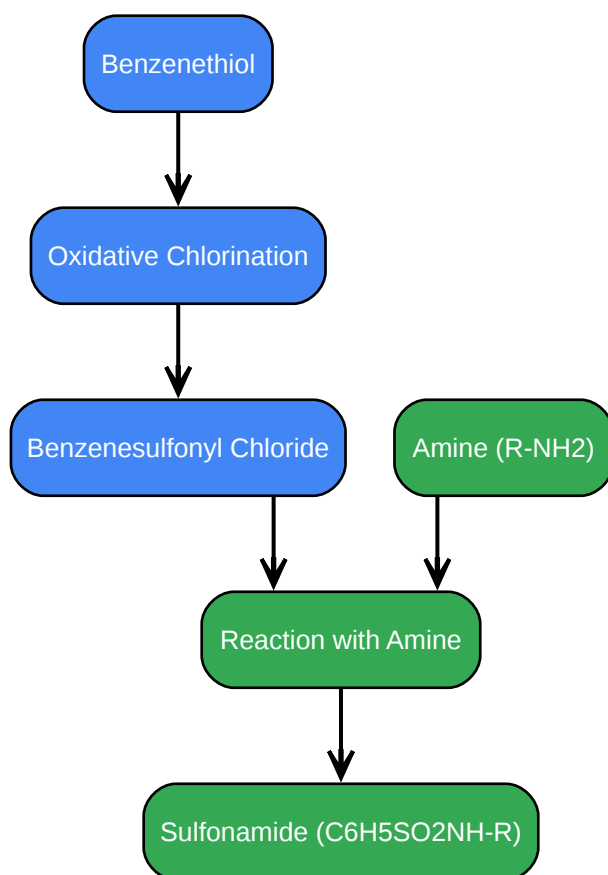 Benzenethiol
Oxidative Chlorination
Benzenesulfonyl Chloride
Amine (R-NH2)
Reaction with Amine
Sulfonamide (C6H5SO2NH-R)